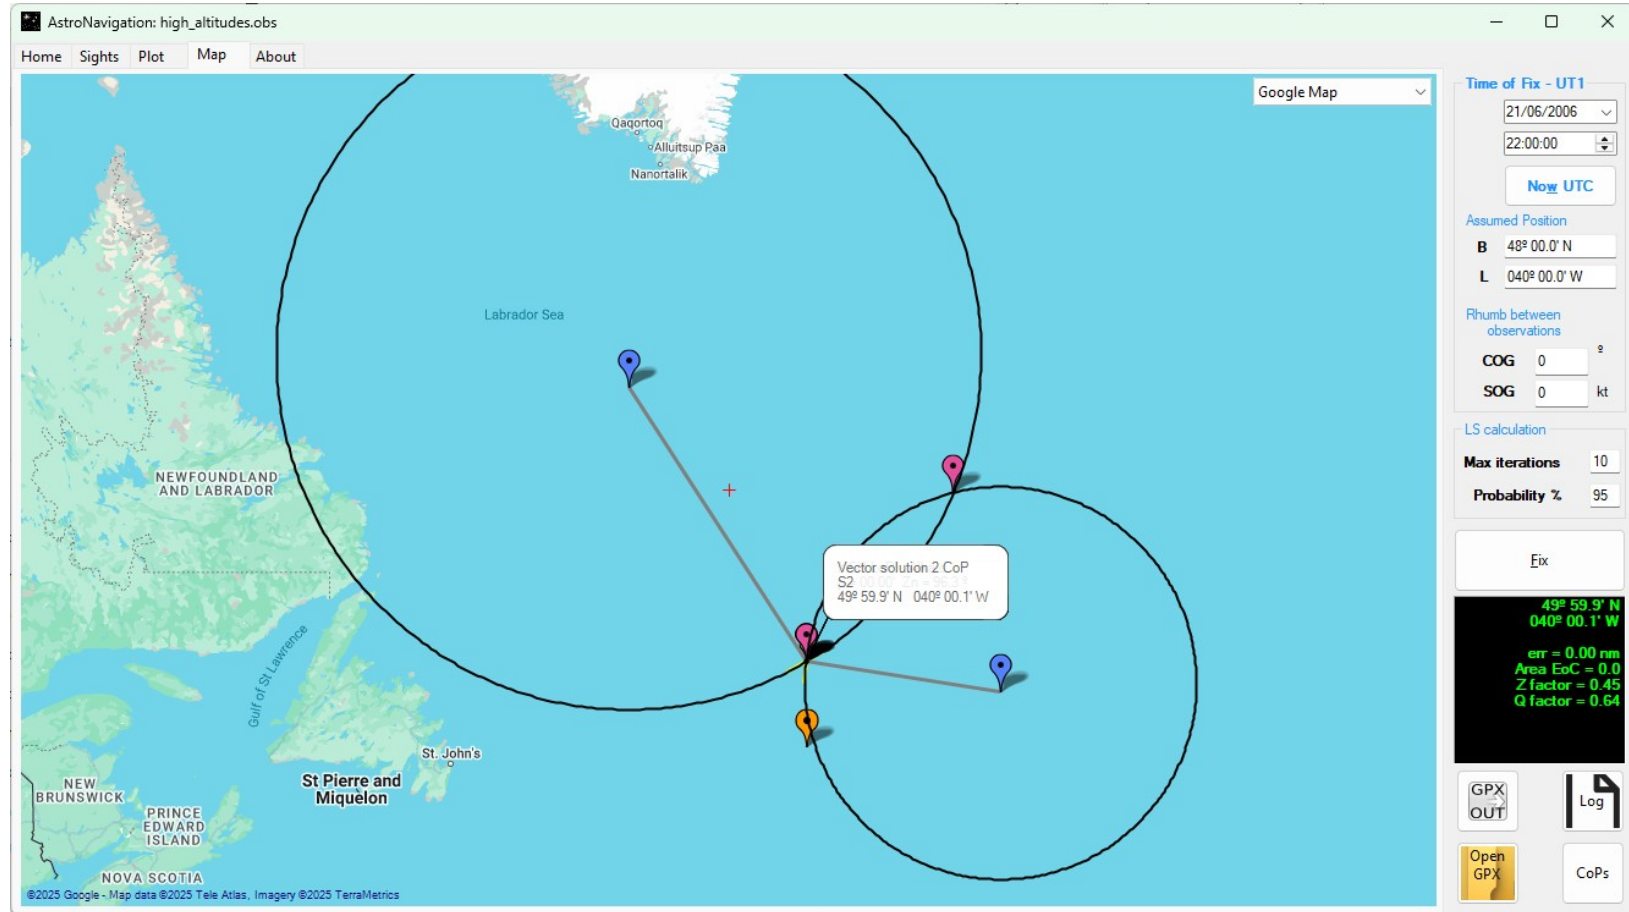 AstroNavigation: high_altitudes.obs
Home Sights Plot Map About
Google Map
Qaqortoq
Alluitsup Paa
Nanortalik
Labrador Sea
NEWFOUNDLAND
AND LABRADOR
Vector solution 2 CoP
S2
49º 59.9' N 040º 00.1' W
Gulf of St Lawrence
St. John's
St Pierre and
Miquelon
NEW
BRUNSWICK
PRINCE
EDWARD
ISLAND
NOVA SCOTIA
©2025 Google - Map data ©2025 Tele Atlas, Imagery ©2025 TerraMetrics
Time of Fix - UT1
21/06/2006
22:00:00
Now UTC
Assumed Position
B 48º 00.0' N
L 040º 00.0' W
Rhumb between
observations
COG 0 º
SOG 0 kt
LS calculation
Max iterations 10
Probability % 95
Fix
49º 59.9' N
040º 00.1' W
err = 0.00 nm
Area EoC = 0.0
Z factor = 0.45
Q factor = 0.64
GPX
OUT
Log
Open
GPX
CoPs